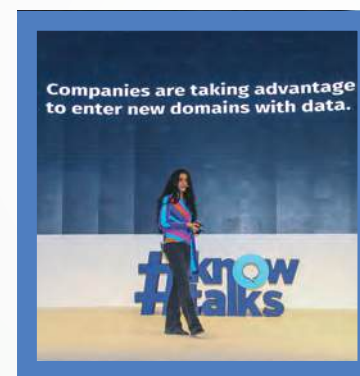 Companies are taking advantage
to enter new domains with data.
#know
talks